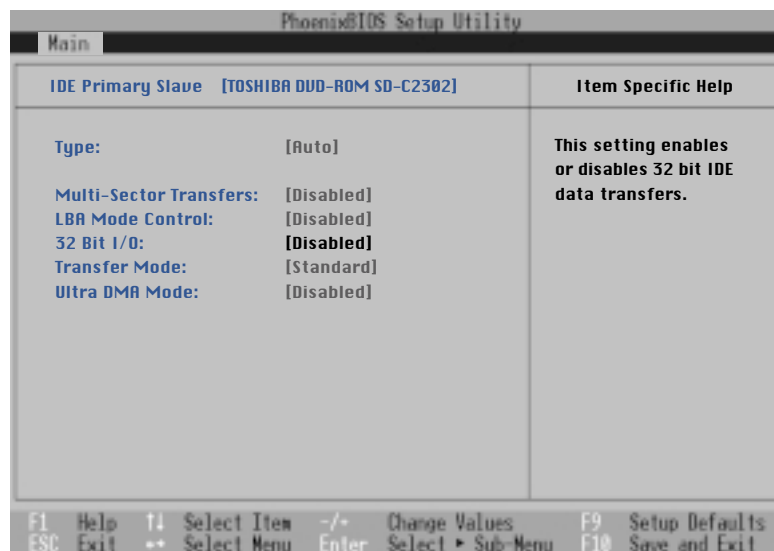 PhoenixBIOS Setup Utility
Main
IDE Primary Slave [TOSHIBA DVD-ROM SD-C2302]
Item Specific Help
Type: [Auto]
Multi-Sector Transfers: [Disabled]
LBA Mode Control: [Disabled]
32 Bit I/O: [Disabled]
Transfer Mode: [Standard]
Ultra DMA Mode: [Disabled]
This setting enables
or disables 32 bit IDE
data transfers.
F1 Help ↑↓ Select Item -/+ Change Values F9 Setup Defaults
ESC Exit ←→ Select Menu Enter Select ► Sub-Menu F10 Save and Exit